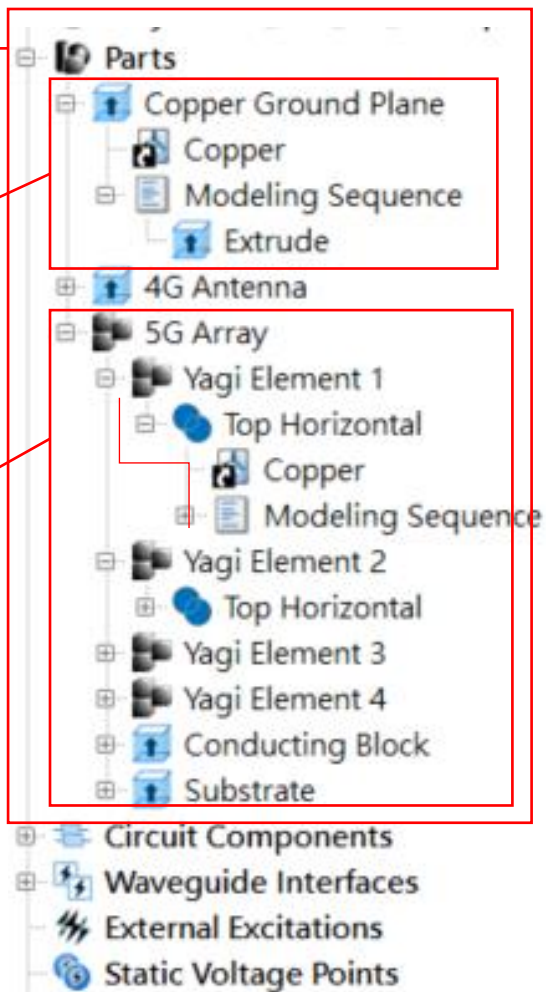 Parts
Copper Ground Plane
Copper
Modeling Sequence
Extrude
4G Antenna
5G Array
Yagi Element 1
Top Horizontal
Copper
Modeling Sequence
Yagi Element 2
Top Horizontal
Yagi Element 3
Yagi Element 4
Conducting Block
Substrate
Circuit Components
Waveguide Interfaces
External Excitations
Static Voltage Points